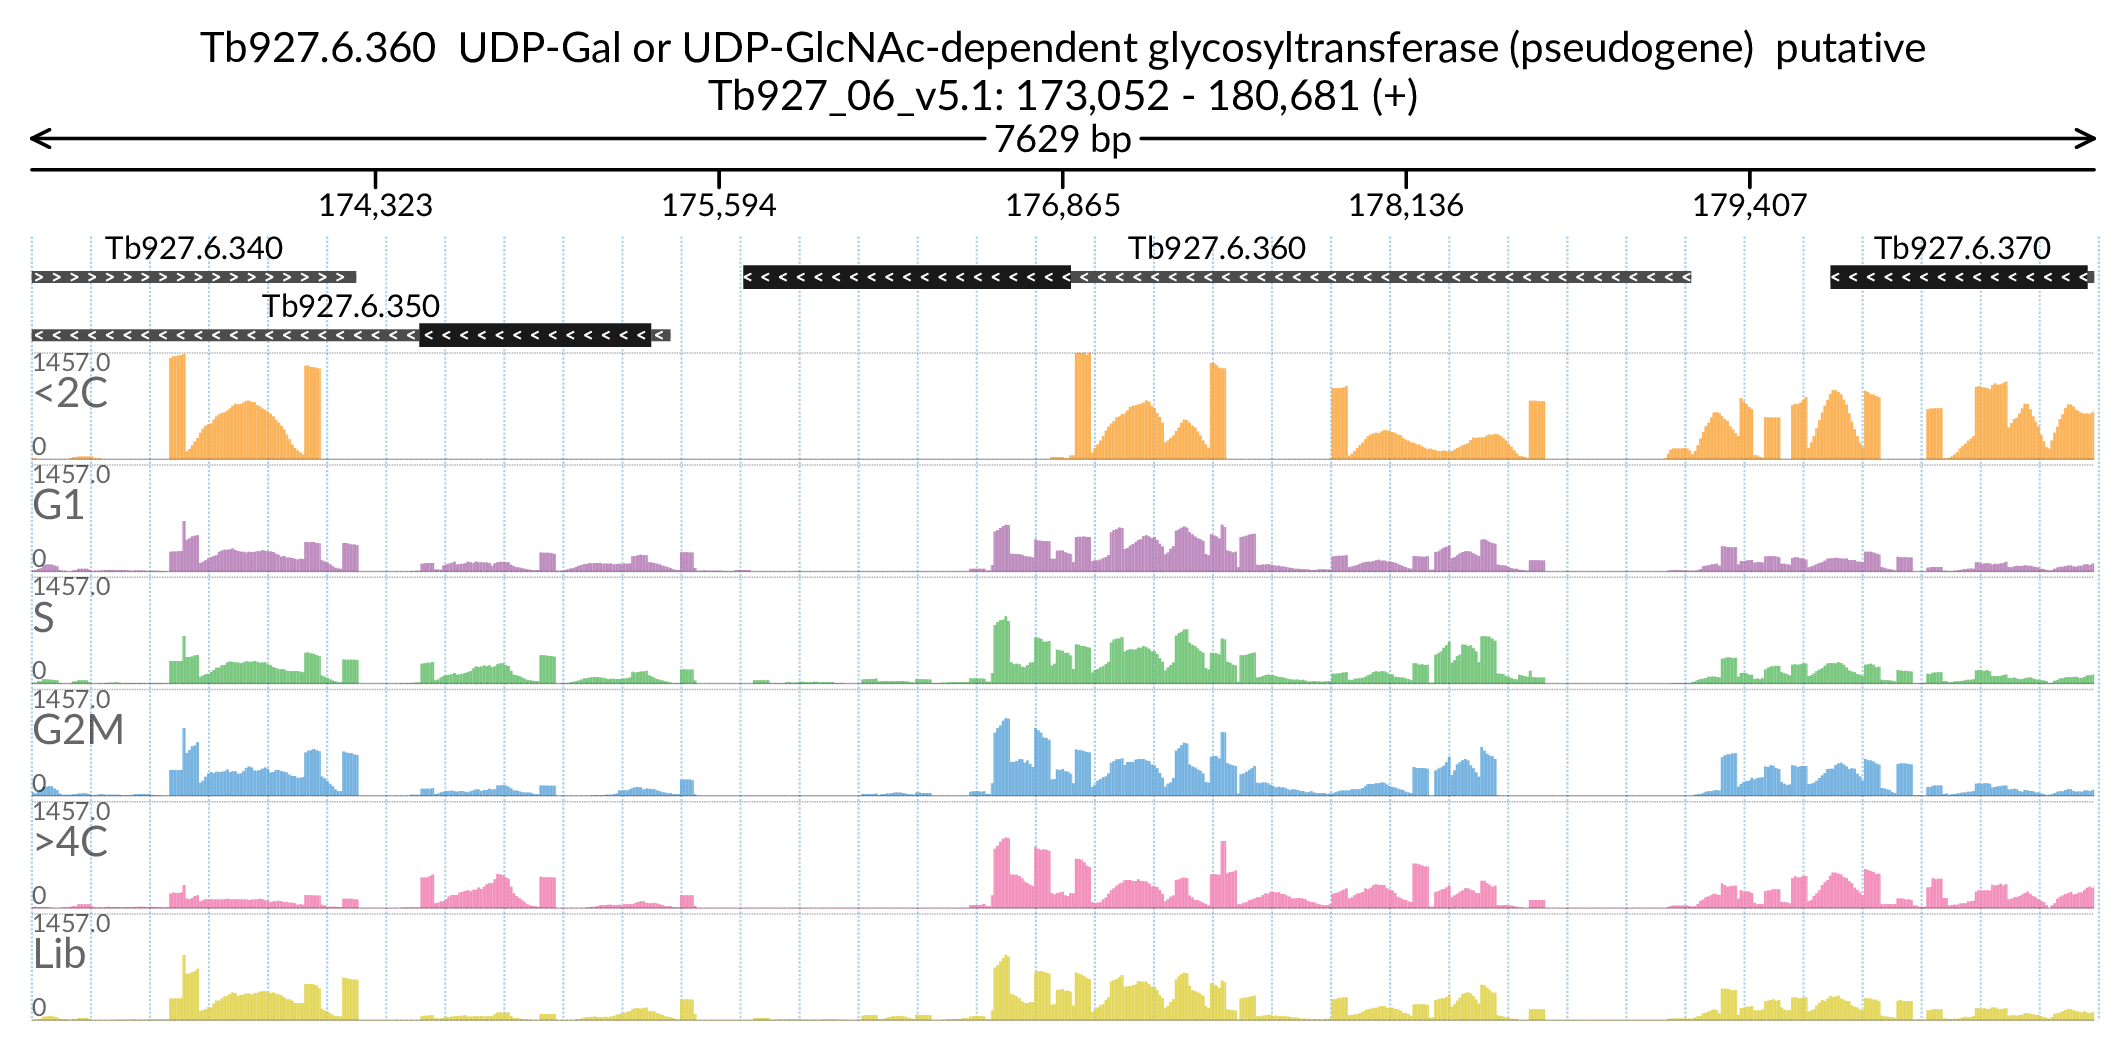 Tb927.6.360  UDP-Gal or UDP-GlcNAc-dependent glycosyltransferase (pseudogene)  putative
Tb927_06_v5.1: 173,052 - 180,681 (+)
7629 bp
174,323 175,594 176,865 178,136 179,407
Tb927.6.340 Tb927.6.360 Tb927.6.370
Tb927.6.350
1457.0
<2C
0
1457.0
G1
0
1457.0
S
0
1457.0
G2M
0
1457.0
>4C
0
1457.0
Lib
0